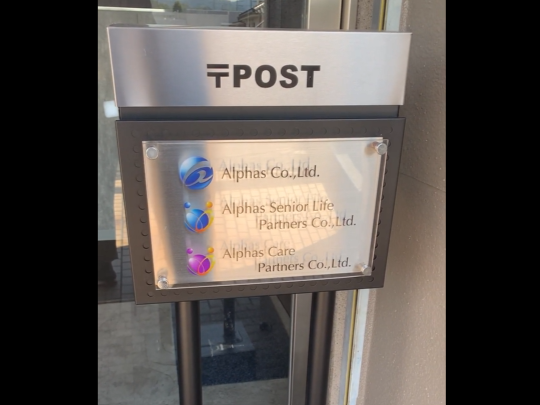 〒POST
Alphas Co.,Ltd.
Alphas Senior Life
Partners Co.,Ltd.
Alphas Care
Partners Co.,Ltd.